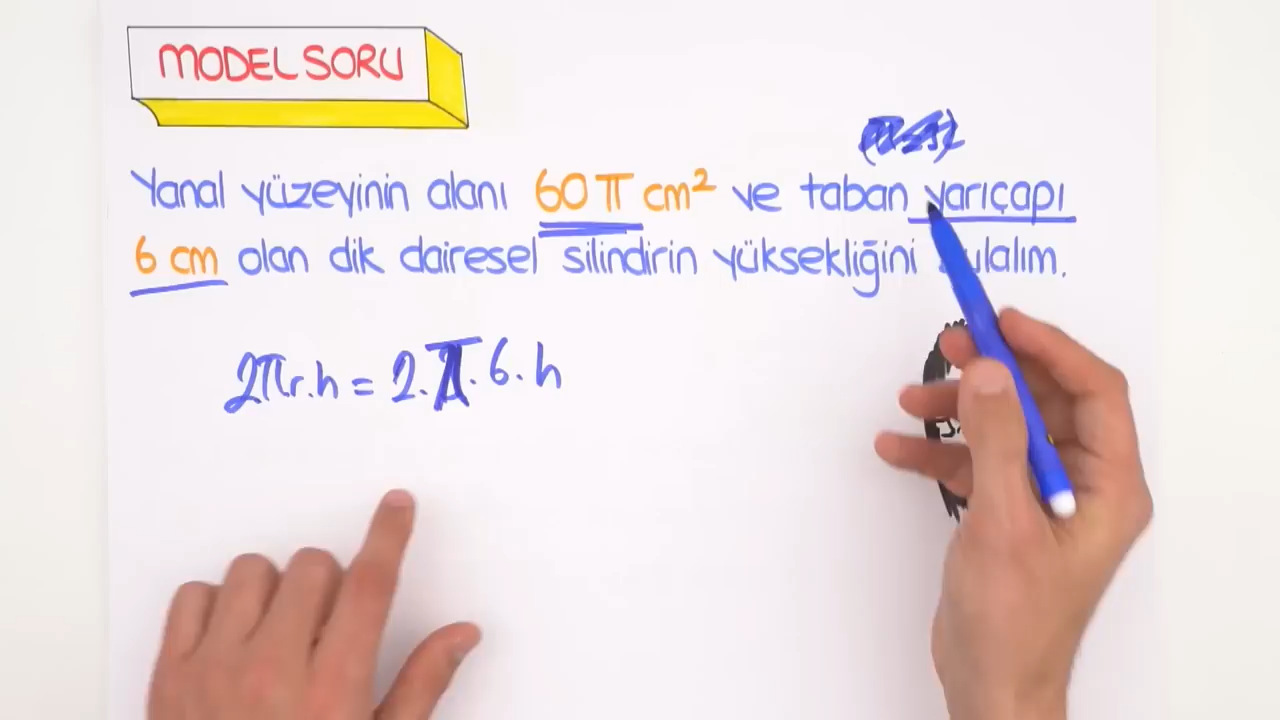 MODEL SORU
Yanal yüzeyinin alanı 60π cm² ve taban yarıçapı
6 cm olan dik dairesel silindirin yüksekliğini
2πr.h = 2.π.6.h